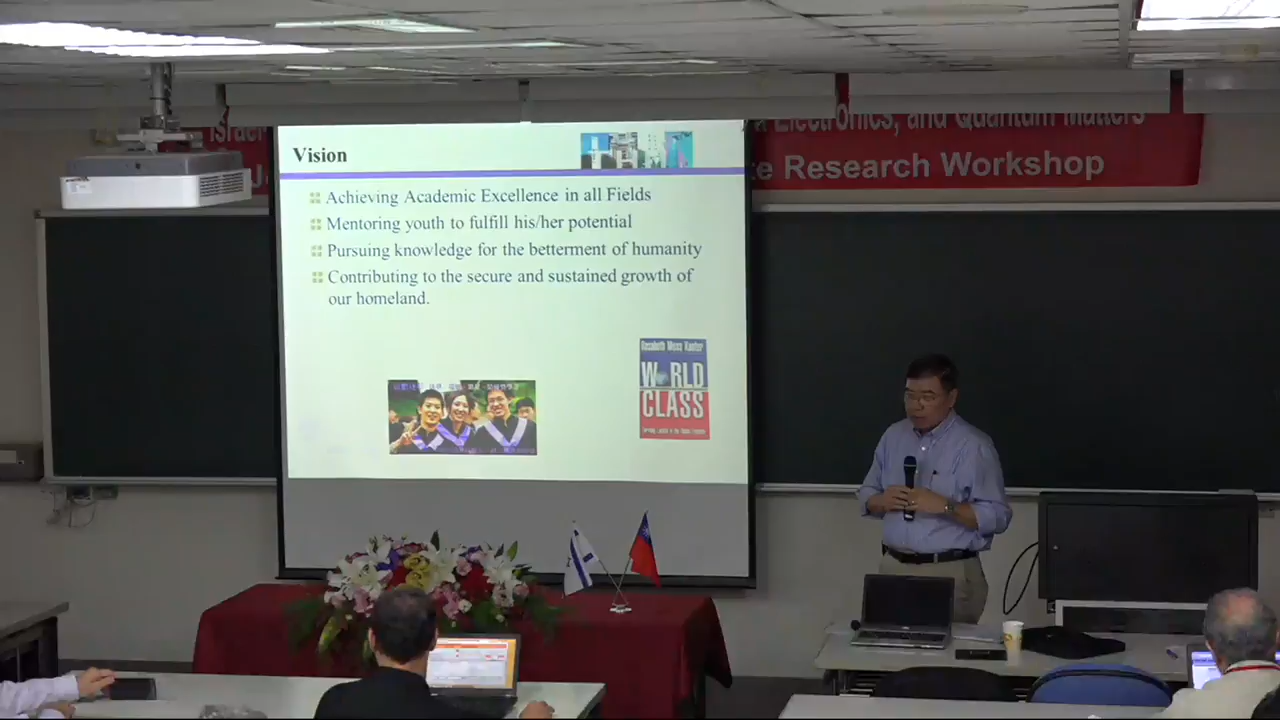 Electronics, and Quantum Matters
Research Workshop
Vision
Achieving Academic Excellence in all Fields
Mentoring youth to fulfill his/her potential
Pursuing knowledge for the betterment of humanity
Contributing to the secure and sustained growth of
our homeland.
Rosabeth Moss Kanter
WORLD
CLASS